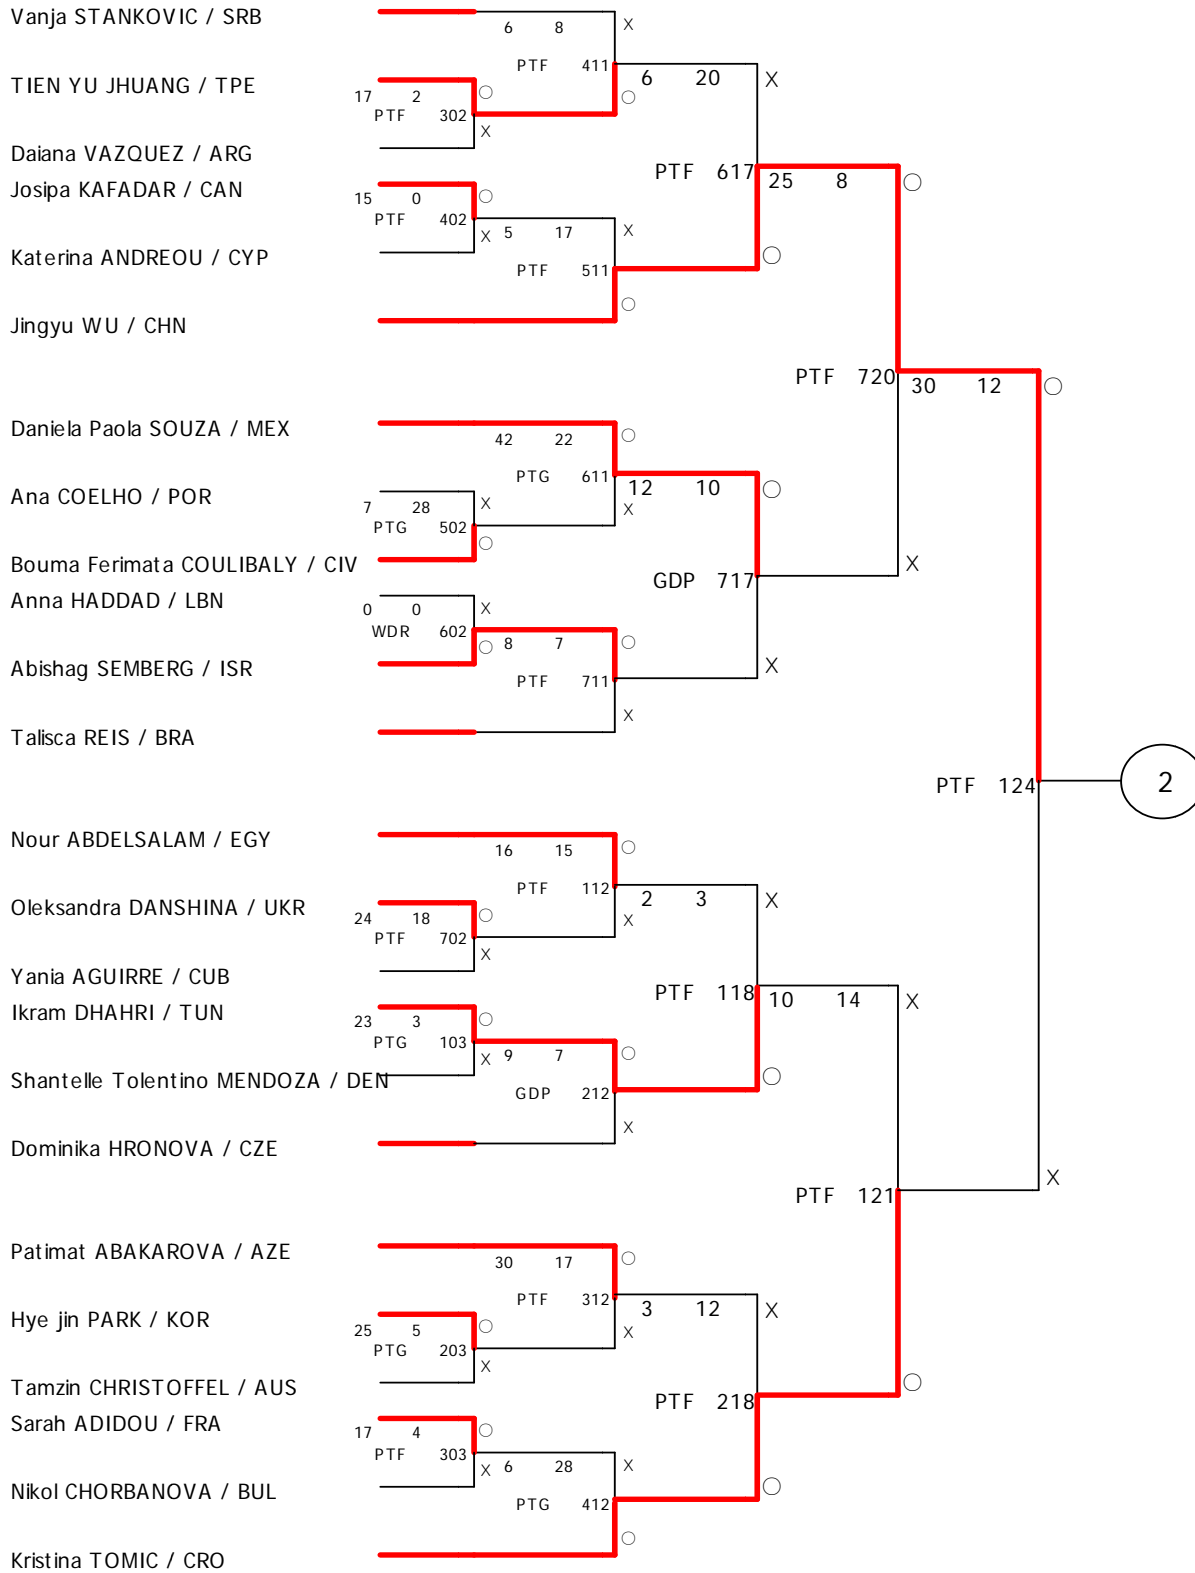 Vanja STANKOVIC / SRB
6 8 X
PTF 411
6 20 X
TIEN YU JHUANG / TPE
17 2 ○ ○
PTF 302
X
Daiana VAZQUEZ / ARG
PTF 617
25 8 ○
Josipa KAFADAR / CAN
15 0 ○
PTF 402
X 5 17 X
Katerina ANDREOU / CYP
PTF 511
○
○
Jingyu WU / CHN
PTF 720
30 12 ○
Daniela Paola SOUZA / MEX
42 22 ○
PTG 611
12 10 ○
Ana COELHO / POR
7 28 X X
PTG 502
○
Bouma Ferimata COULIBALY / CIV
GDP 717
X
Anna HADDAD / LBN
0 0 X
WDR 602
○ 8 7 ○
Abishag SEMBERG / ISR
PTF 711
X
X
Talisca REIS / BRA
PTF 124
2
Nour ABDELSALAM / EGY
16 15 ○
PTF 112
2 3 X
Oleksandra DANSHINA / UKR
24 18 ○ X
PTF 702
X
Yania AGUIRRE / CUB
PTF 118
10 14 X
Ikram DHAHRI / TUN
23 3 ○
PTG 103
X 9 7 ○
Shantelle Tolentino MENDOZA / DEN
○
GDP 212
X
Dominika HRONOVA / CZE
X
PTF 121
Patimat ABAKAROVA / AZE
30 17 ○
PTF 312
3 12 X
Hye jin PARK / KOR
25 5 ○ X
PTG 203
X
Tamzin CHRISTOFFEL / AUS
○
PTF 218
Sarah ADIDOU / FRA
17 4 ○
PTF 303
X 6 28 X
Nikol CHORBANOVA / BUL
○
PTG 412
○
Kristina TOMIC / CRO